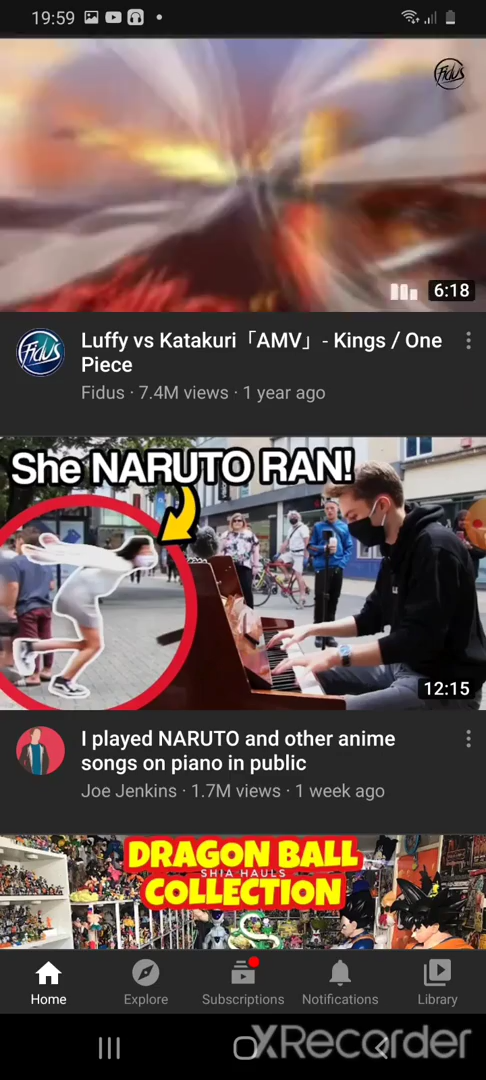 19:59
Fidus
6:18
Fidus
Luffy vs Katakuri「AMV」- Kings / One
Piece
Fidus · 7.4M views · 1 year ago
She NARUTO RAN!
12:15
I played NARUTO and other anime
songs on piano in public
Joe Jenkins · 1.7M views · 1 week ago
DRAGON BALL
SHIA HAULS
COLLECTION
Home
Explore
Subscriptions
Notifications
Library
XRecorder